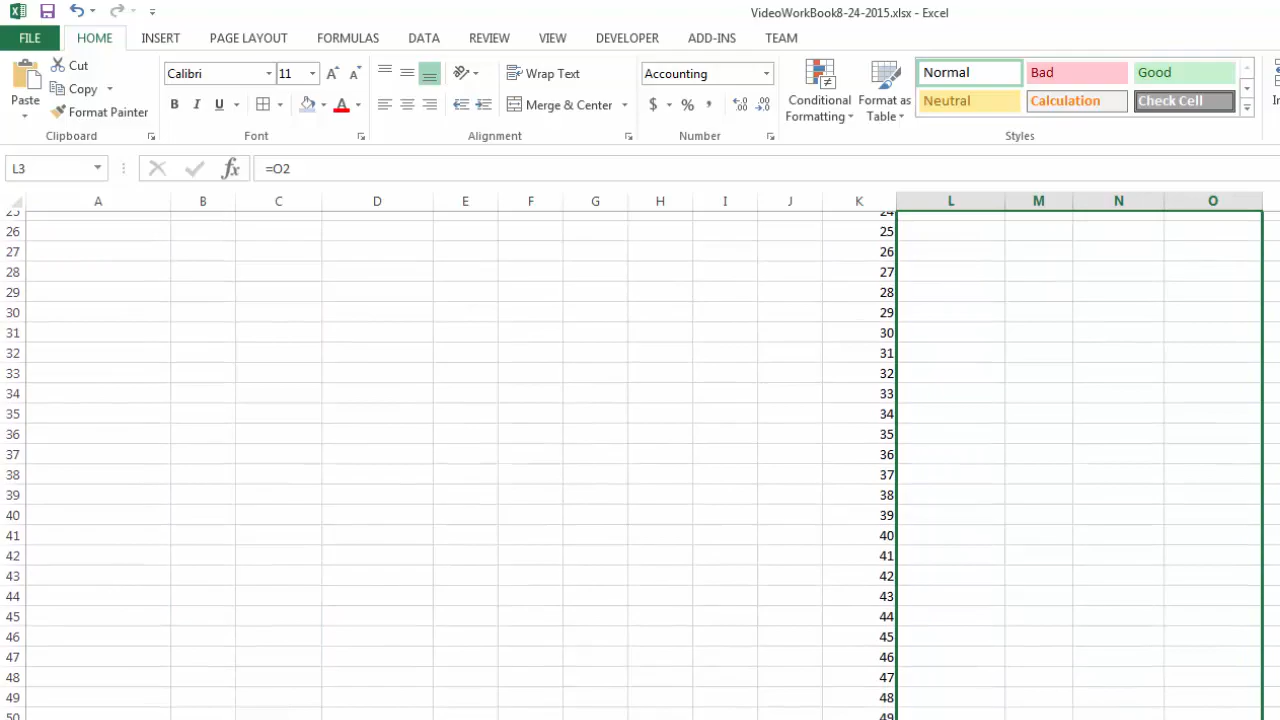 VideoWorkBook8-24-2015.xlsx - Excel
FILE HOME INSERT PAGE LAYOUT FORMULAS DATA REVIEW VIEW DEVELOPER ADD-INS TEAM
Paste
Cut
Copy
Format Painter
Clipboard
Calibri 11
B I U A
Font
Wrap Text
Merge & Center
Alignment
Accounting
$ % ,
Number
Conditional Formatting
Format as Table
Normal Bad Good
Neutral Calculation Check Cell
Styles
L3 fx =O2
A B C D E F G H I J K L M N O
25 24
26 25
27 26
28 27
29 28
30 29
31 30
32 31
33 32
34 33
35 34
36 35
37 36
38 37
39 38
40 39
41 40
42 41
43 42
44 43
45 44
46 45
47 46
48 47
49 48
50 49